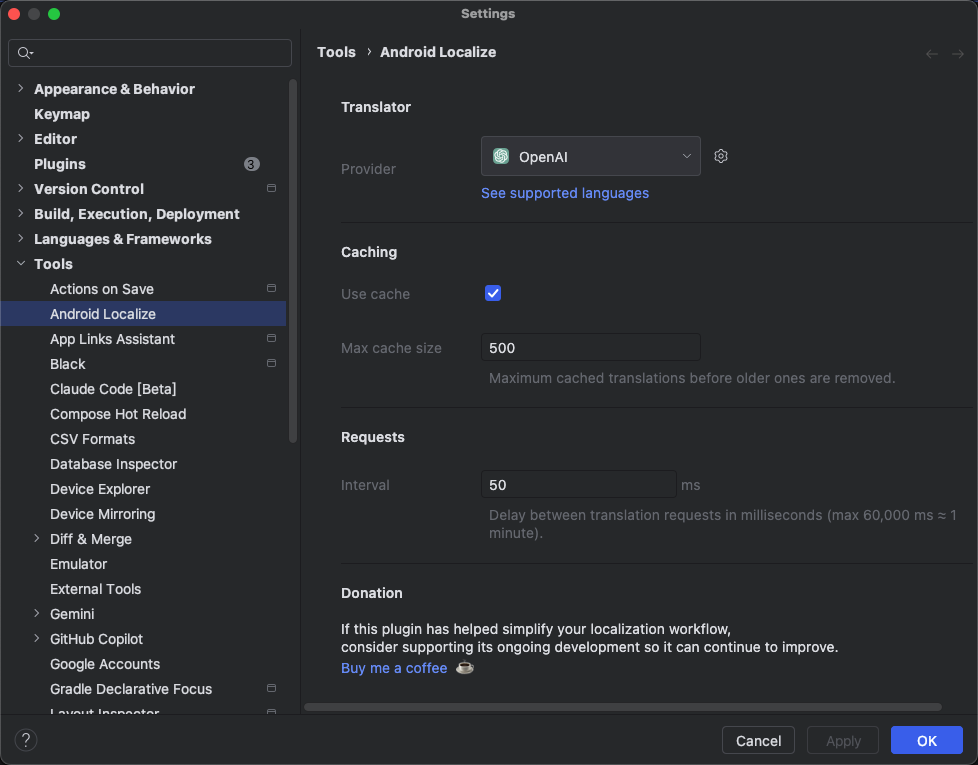 Settings
Appearance & Behavior
Keymap
Editor
Plugins 3
Version Control
Build, Execution, Deployment
Languages & Frameworks
Tools
Actions on Save
Android Localize
App Links Assistant
Black
Claude Code [Beta]
Compose Hot Reload
CSV Formats
Database Inspector
Device Explorer
Device Mirroring
Diff & Merge
Emulator
External Tools
Gemini
GitHub Copilot
Google Accounts
Gradle Declarative Focus
Layout Inspector
Tools › Android Localize
Translator
Provider OpenAI
See supported languages
Caching
Use cache
Max cache size 500
Maximum cached translations before older ones are removed.
Requests
Interval 50 ms
Delay between translation requests in milliseconds (max 60,000 ms ≈ 1
minute).
Donation
If this plugin has helped simplify your localization workflow,
consider supporting its ongoing development so it can continue to improve.
Buy me a coffee
? Cancel Apply OK